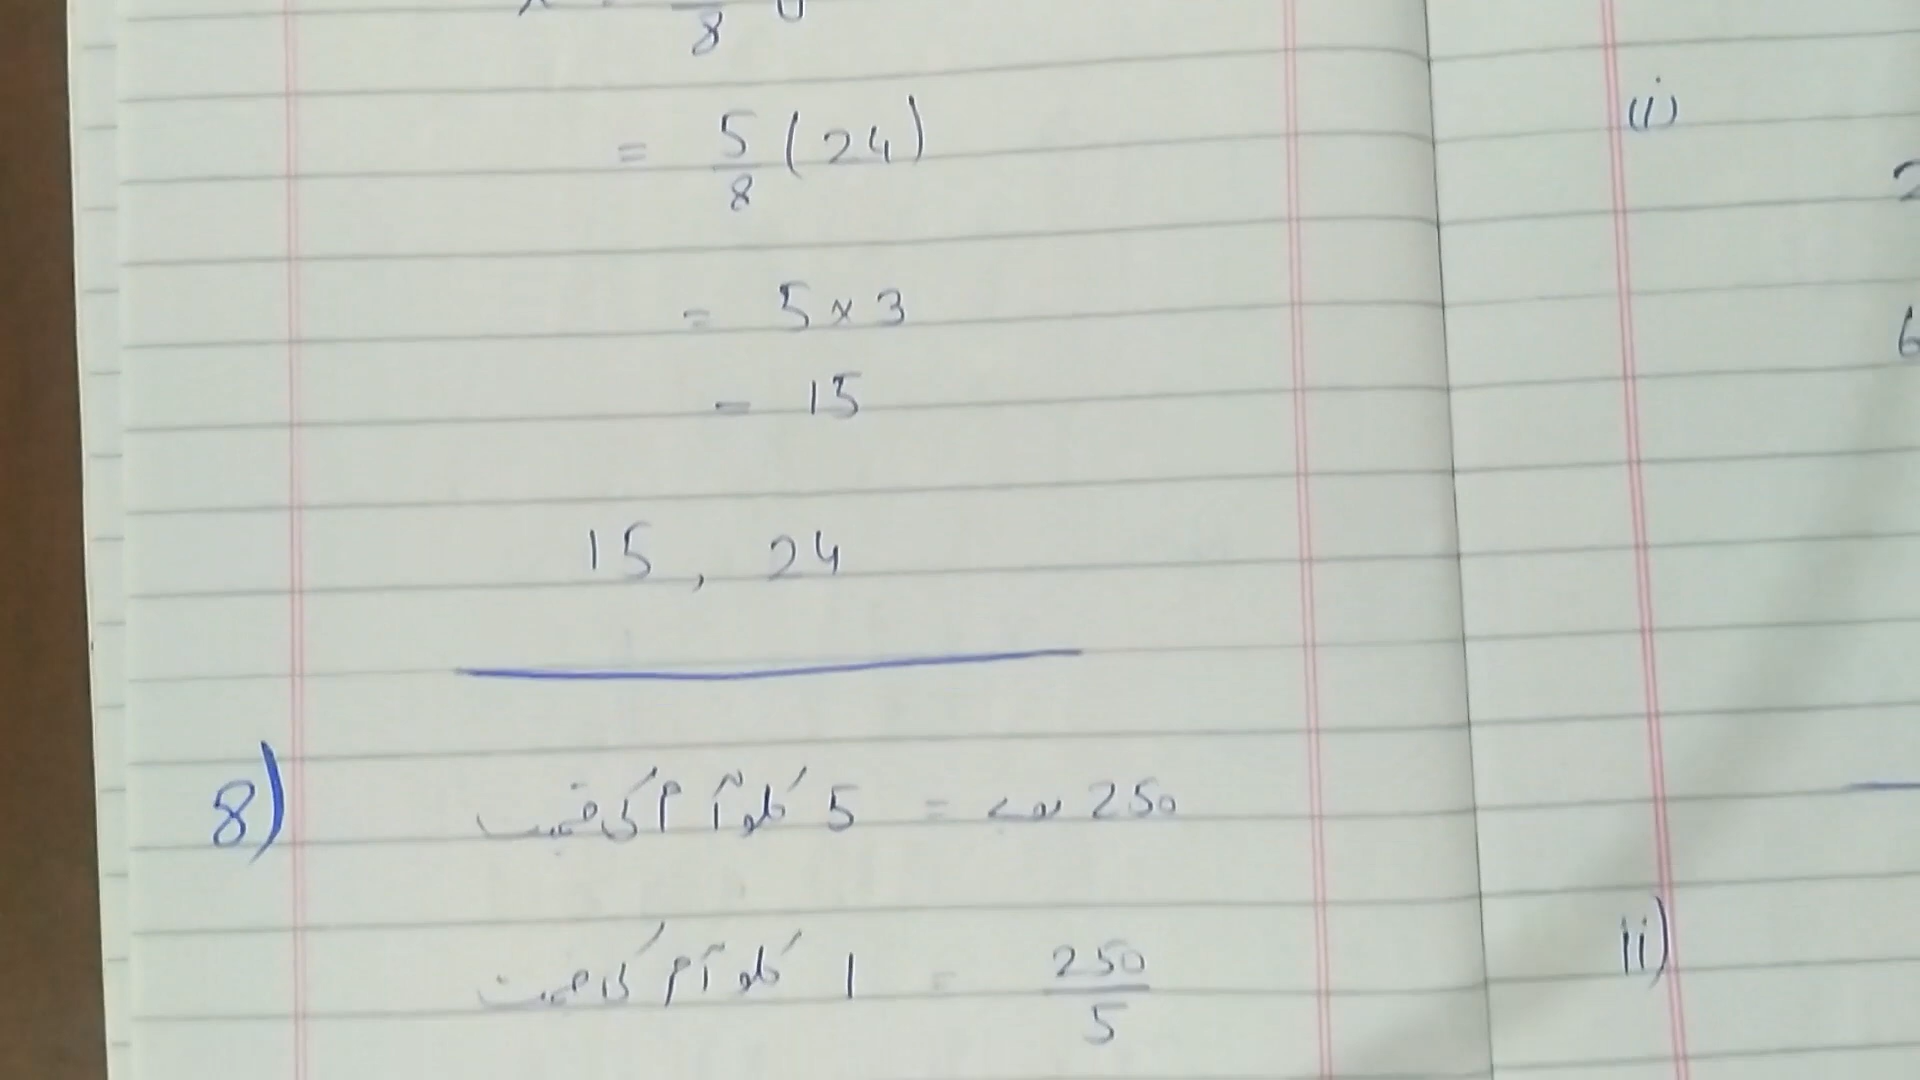 = 5/8 (24)
= 5 × 3
= 15
15 , 24
8) 5 کلو آم کی قیمت = 250 روپے
1 کلو آم کی قیمت = 250/5
(i)
ii)